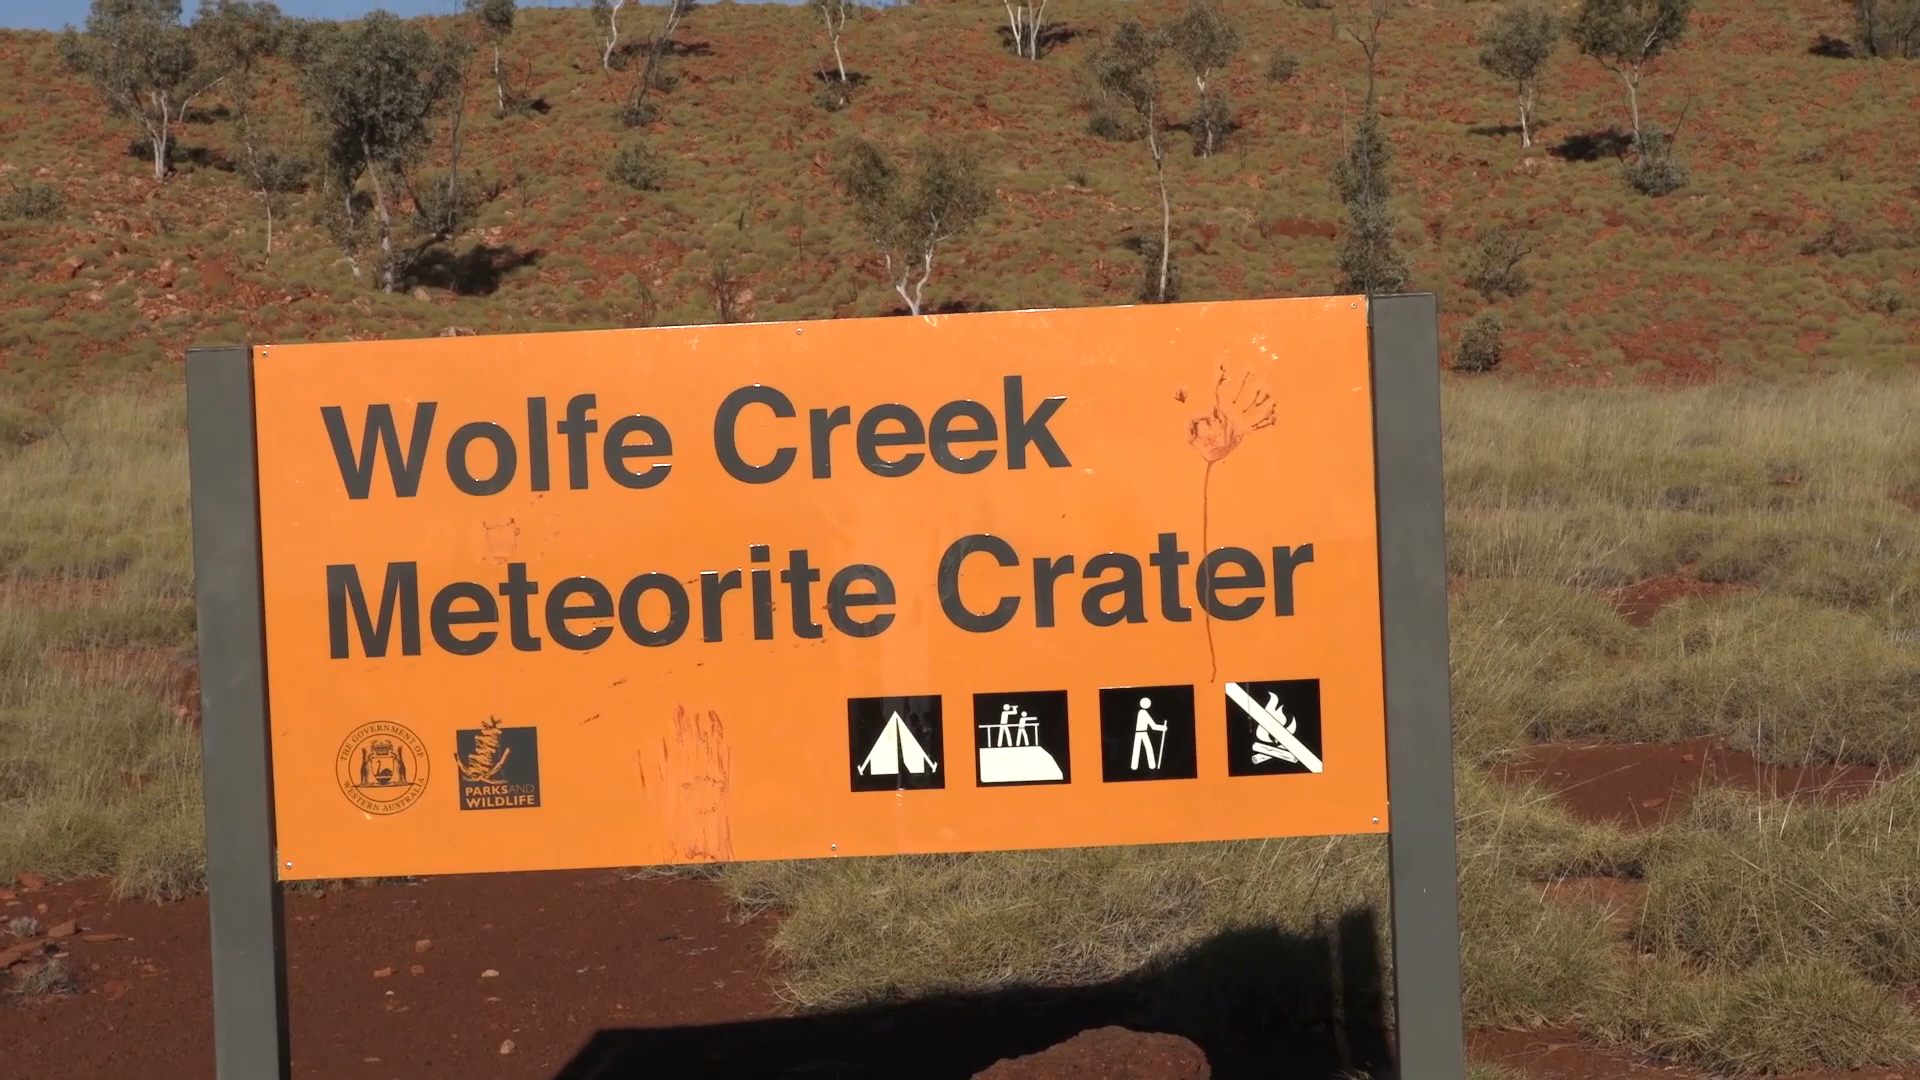 Wolfe Creek
Meteorite Crater
THE GOVERNMENT OF
WESTERN AUSTRALIA
PARKS AND
WILDLIFE